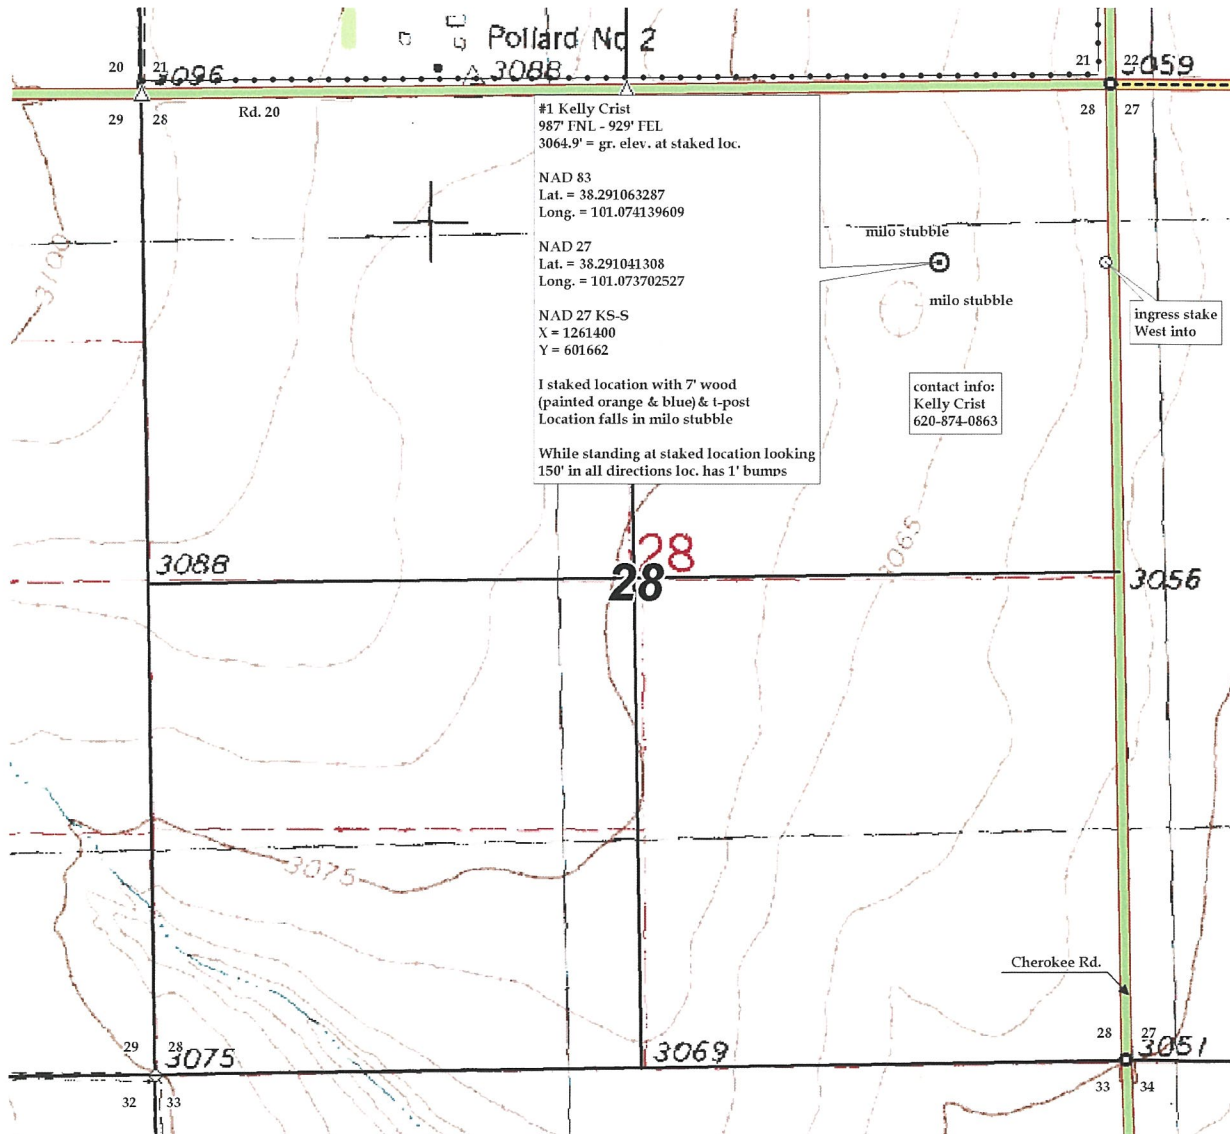 Pollard No 2
20 21
3096
3088
21 22
3059
29 28
Rd. 20
28 27
#1 Kelly Crist
987' FNL - 929' FEL
3064.9' = gr. elev. at staked loc.
NAD 83
Lat. = 38.291063287
Long. = 101.074139609
NAD 27
Lat. = 38.291041308
Long. = 101.073702527
NAD 27 KS-S
X = 1261400
Y = 601662
I staked location with 7' wood
(painted orange & blue) & t-post
Location falls in milo stubble
While standing at staked location looking
150' in all directions loc. has 1' bumps
milo stubble
milo stubble
3100
ingress stake
West into
contact info:
Kelly Crist
620-874-0863
3065
3088
28
28
3056
3075
Cherokee Rd.
29 28
3075
3069
28 27
3051
32 33
33 34